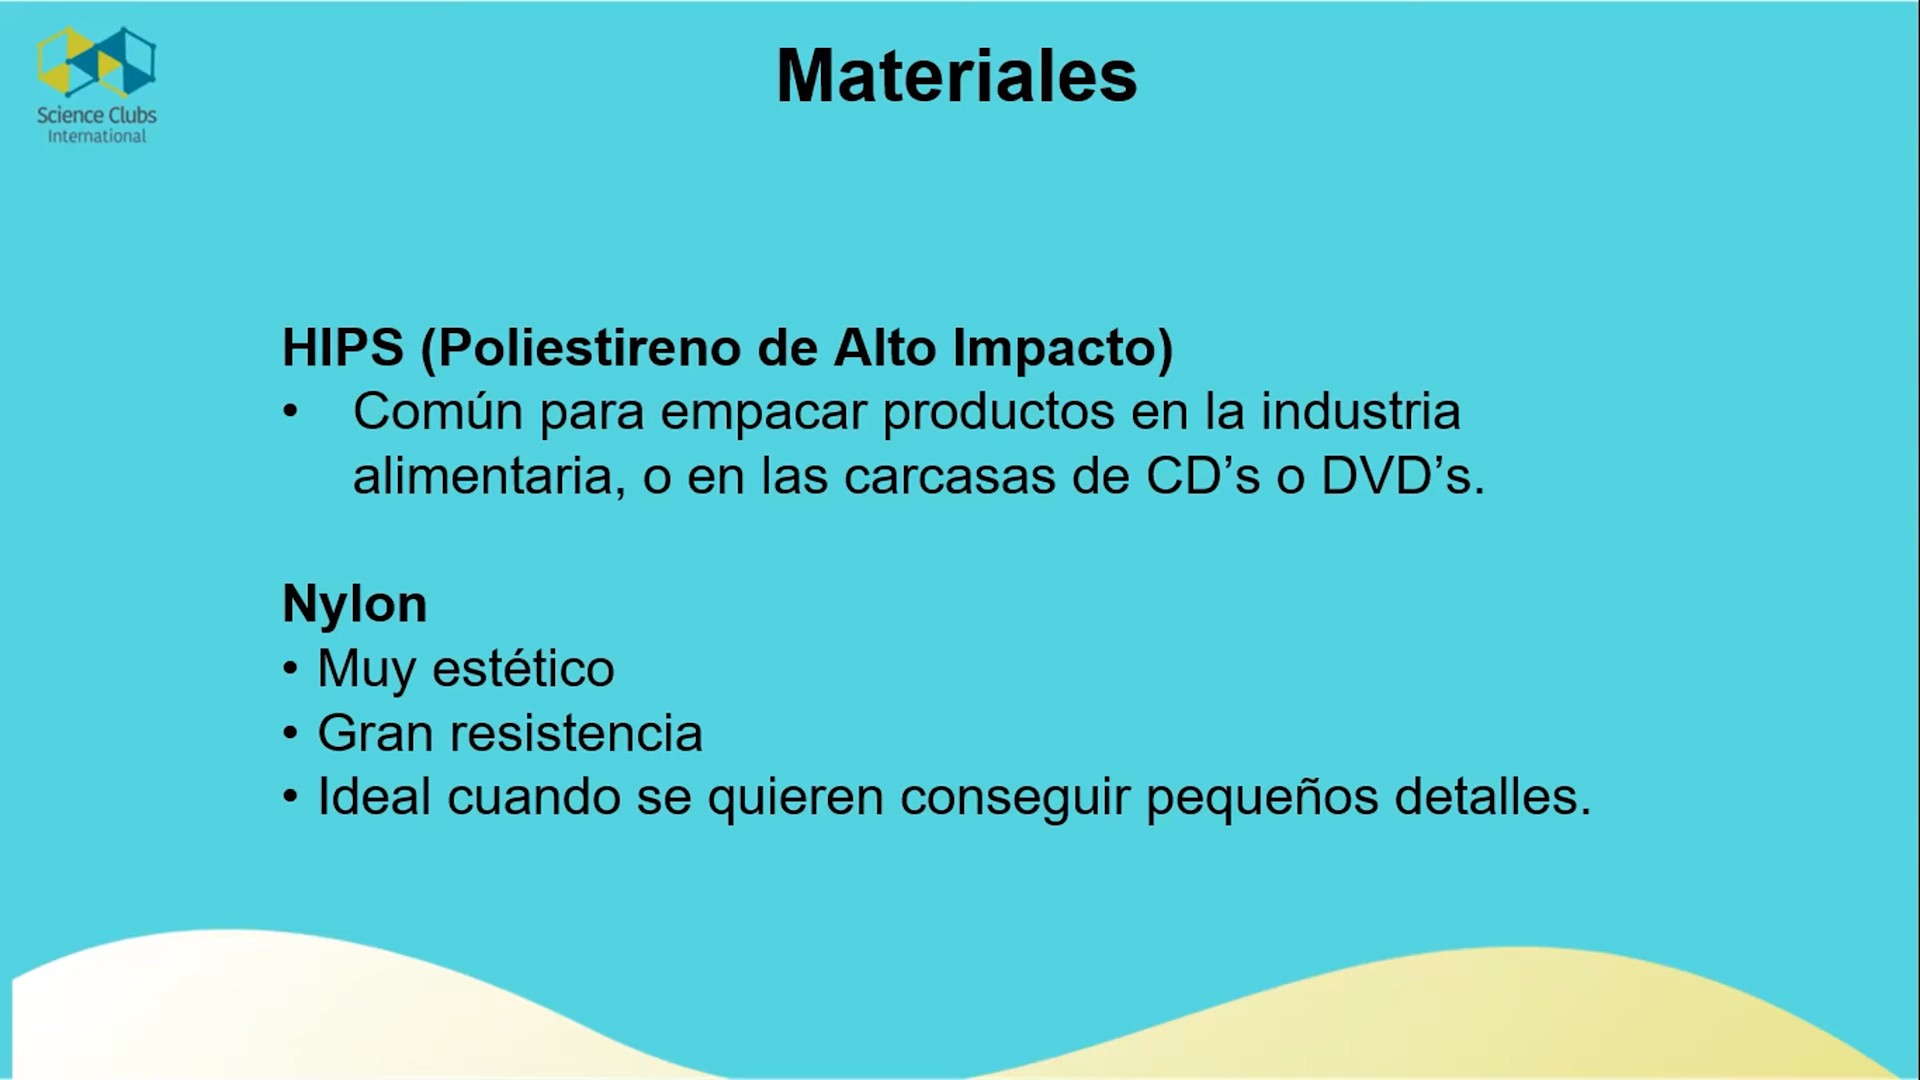 Science Clubs
International
Materiales
HIPS (Poliestireno de Alto Impacto)
• Común para empacar productos en la industria
alimentaria, o en las carcasas de CD’s o DVD’s.
Nylon
• Muy estético
• Gran resistencia
• Ideal cuando se quieren conseguir pequeños detalles.